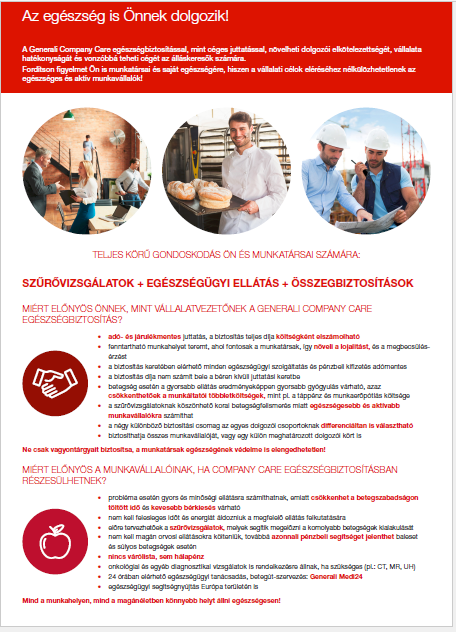 Az egészség is Önnek dolgozik!
A Generali Company Care egészségbiztosítással, mint céges juttatással, növelheti dolgozói elkötelezettségét, vállalata
hatékonyságát és vonzóbbá teheti cégét az álláskeresők számára.
Fordítson figyelmet Ön is munkatársai és saját egészségére, hiszen a vállalati célok eléréséhez nélkülözhetetlenek az
egészséges és aktív munkavállalók!
TELJES KÖRŰ GONDOSKODÁS ÖN ÉS MUNKATÁRSAI SZÁMÁRA:
SZŰRŐVIZSGÁLATOK + EGÉSZSÉGÜGYI ELLÁTÁS + ÖSSZEGBIZTOSÍTÁSOK
MIÉRT ELŐNYÖS ÖNNEK, MINT VÁLLALATVEZETŐNEK A GENERALI COMPANY CARE
EGÉSZSÉGBIZTOSÍTÁS?
• adó- és járulékmentes juttatás, a biztosítás teljes díja költségként elszámolható
• fenntartható munkahelyet teremt, ahol fontosak a munkatársak, így növeli a lojalitást, és a megbecsülés-
érzést
• a biztosítás keretében elérhető minden egészségügyi szolgáltatás és pénzbeli kifizetés adómentes
• a biztosítás díja nem számít bele a béren kívüli juttatási keretbe
• betegség esetén a gyorsabb ellátás eredményeképpen gyorsabb gyógyulás várható, azaz
csökkenthetőek a munkáltatói többletköltségek, mint pl. a táppénz és munkaerőpótlás költsége
• a szűrővizsgálatoknak köszönhető korai betegségfelismerés miatt egészségesebb és aktívabb
munkavállalókra számíthat
• a négy különböző biztosítási csomag az egyes dolgozói csoportoknak differenciáltan is választható
• biztosíthatja összes munkavállalóját, vagy egy külön meghatározott dolgozói kört is
Ne csak vagyontárgyait biztosítsa, a munkatársak egészségének védelme is elengedhetetlen!
MIÉRT ELŐNYÖS A MUNKAVÁLLALÓINAK, HA COMPANY CARE EGÉSZSÉGBIZTOSÍTÁSBAN
RÉSZESÜLHETNEK?
• probléma esetén gyors és minőségi ellátásra számíthatnak, emiatt csökkenhet a betegszabadságon
töltött idő és kevesebb bérkiesés várható
• nem kell felesleges időt és energiát áldozniuk a megfelelő ellátás felkutatására
• előre tervezhetőek a szűrővizsgálatok, melyek segítik megelőzni a komolyabb betegségek kialakulását
• nem kell magán orvosi ellátásokra költeniük, továbbá azonnali pénzbeli segítséget jelenthet baleset
és súlyos betegségek esetén
• nincs várólista, sem hálapénz
• onkológiai és egyéb diagnosztikai vizsgálatok is rendelkezésre állnak, ha szükséges (pl.: CT, MR, UH)
• 24 órában elérhető egészségügyi tanácsadás, betegút-szervezés: Generali Medi24
• egészségügyi segítségnyújtás Európa területén is
Mind a munkahelyen, mind a magánéletben könnyebb helyt állni egészségesen!